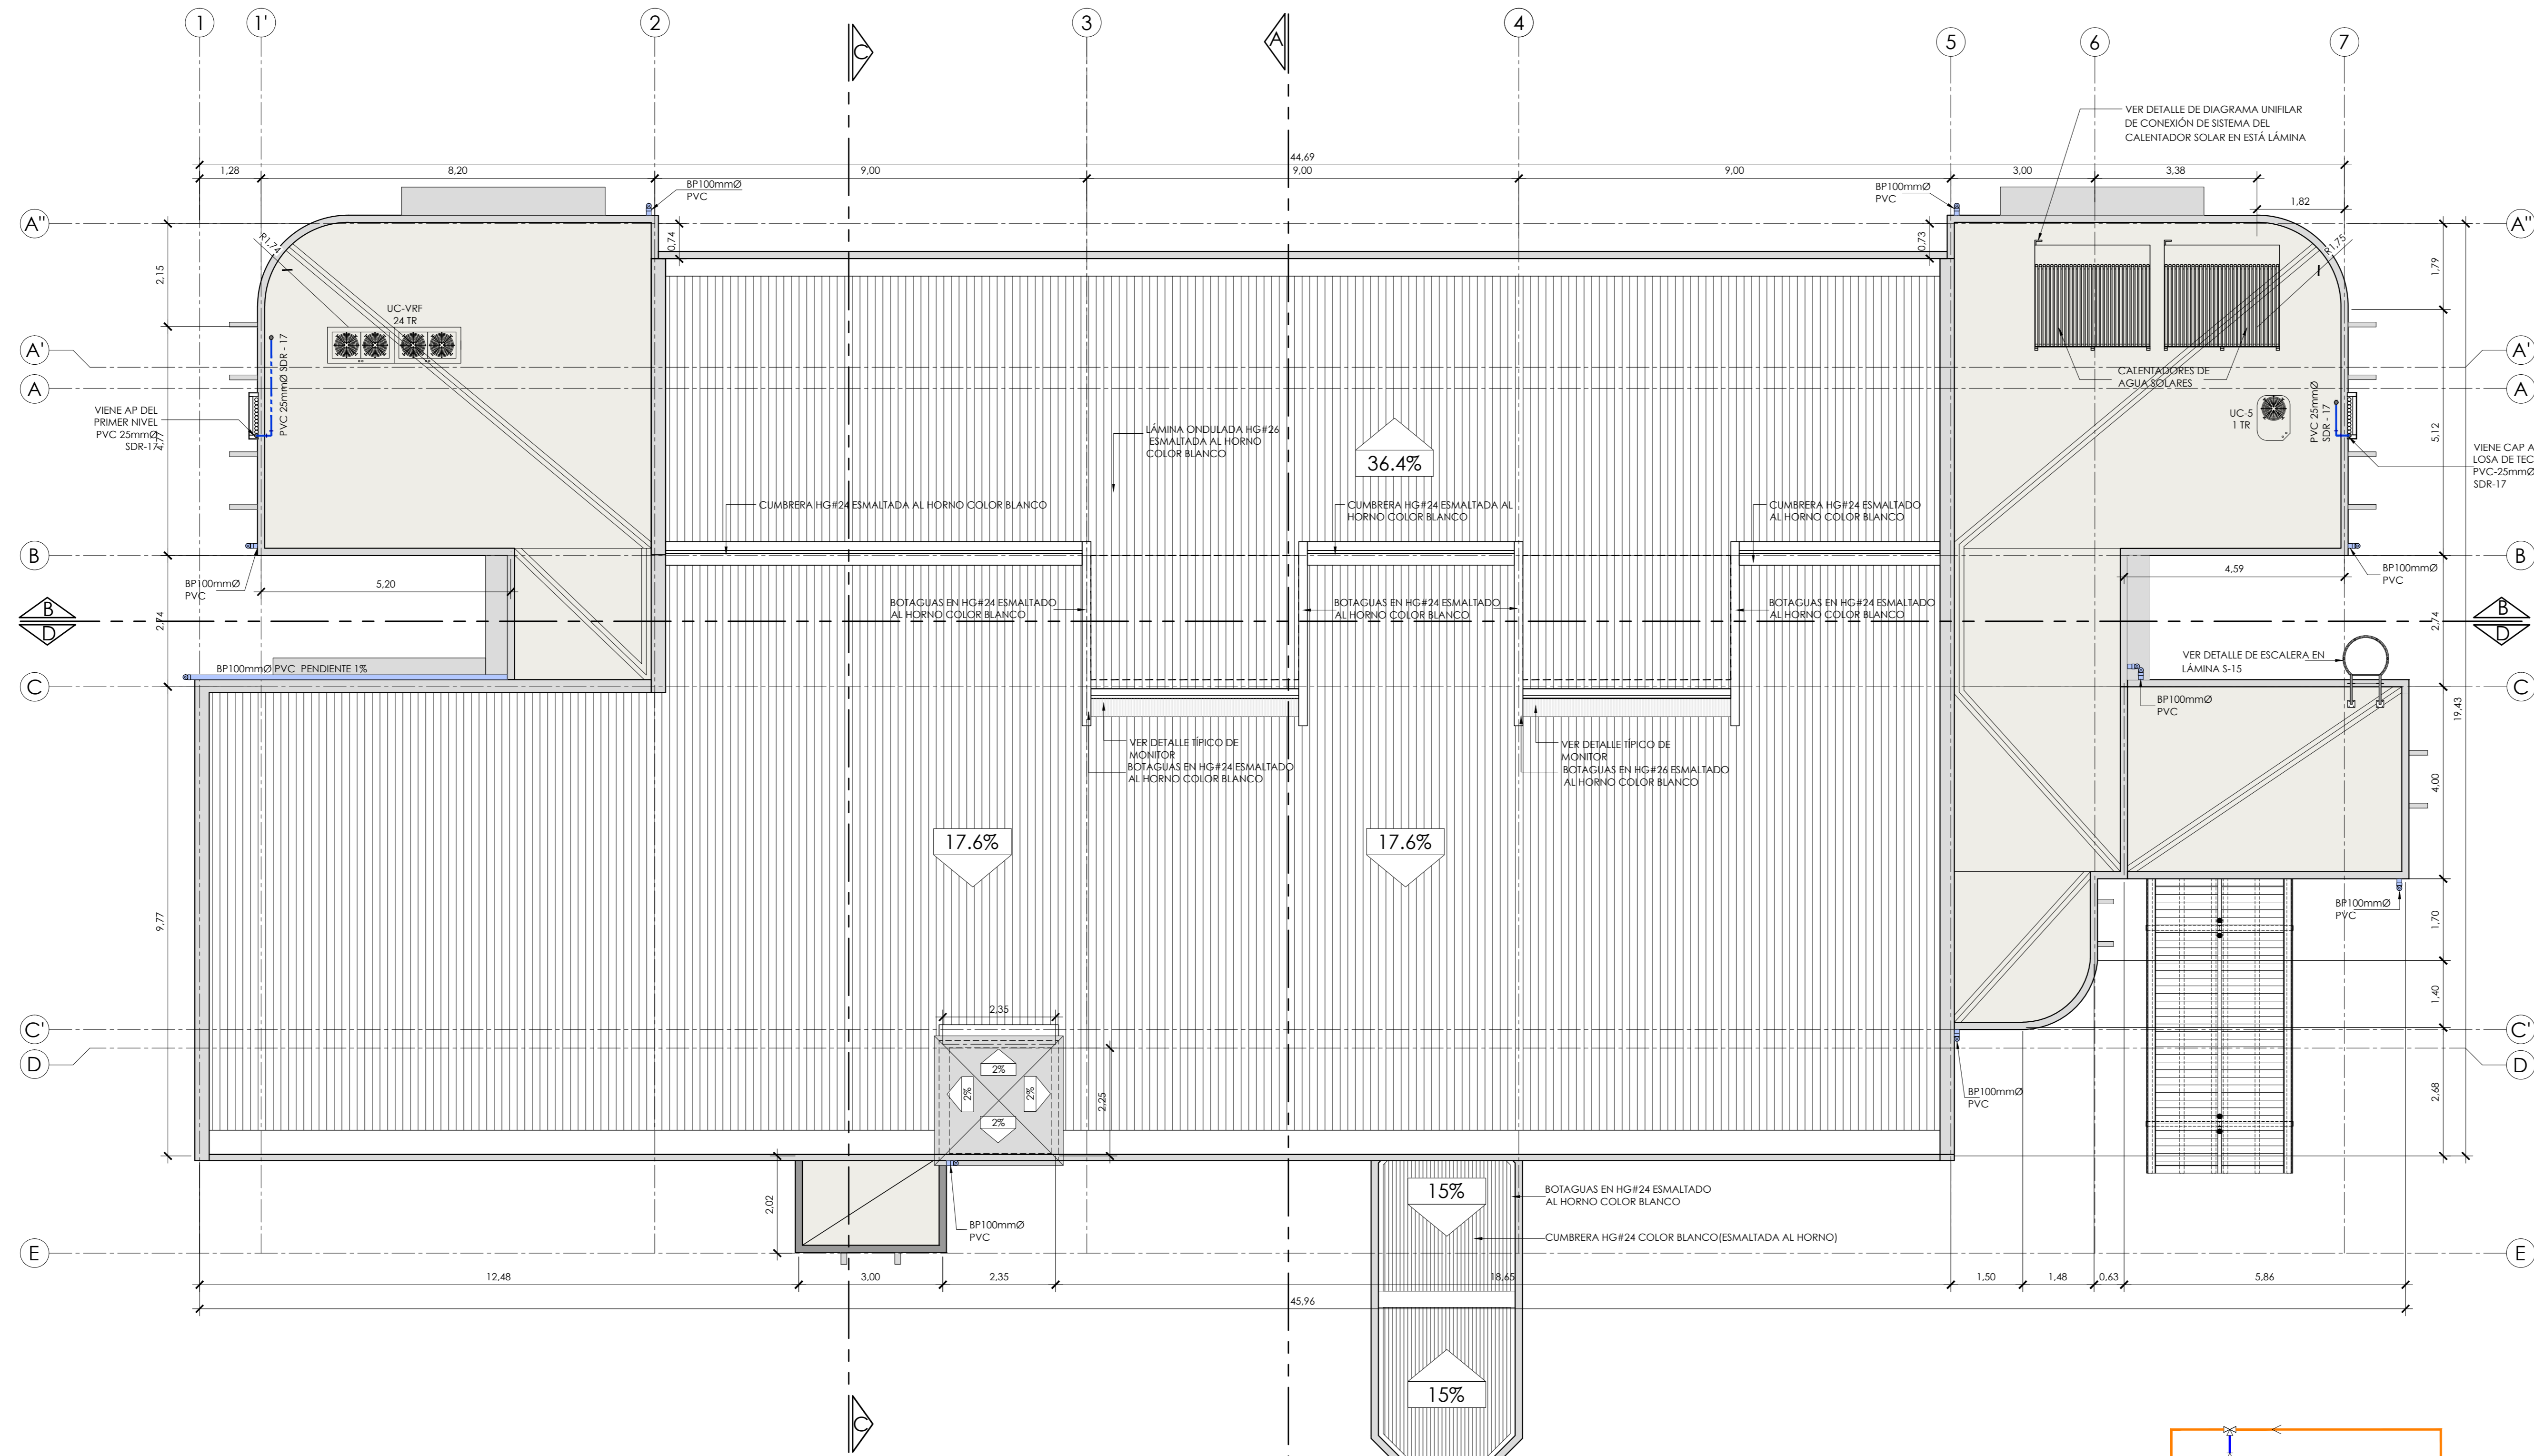 1
1'
2
3
4
5
6
7
C
A
VER DETALLE DE DIAGRAMA UNIFILAR
DE CONEXIÓN DE SISTEMA DEL
CALENTADOR SOLAR EN ESTÁ LÁMINA
44,69
1,28
8,20
9,00
9,00
9,00
3,00
3,38
BP100mmØ
PVC
BP100mmØ
PVC
1,82
A"
A"
0,74
0,73
R1,74
R1,75
2,15
1,79
UC-VRF
24 TR
A'
A'
PVC 25mmØ SDR - 17
A
A
CALENTADORES DE
AGUA SOLARES
VIENE AP DEL
PRIMER NIVEL
PVC 25mmØ
SDR-17
4,77
UC-5
1 TR
PVC 25mmØ
SDR - 17
5,12
LÁMINA ONDULADA HG#26
ESMALTADA AL HORNO
COLOR BLANCO
36.4%
VIENE CAP A
LOSA DE TEC
PVC-25mmØ
SDR-17
CUMBRERA HG#24 ESMALTADA AL HORNO COLOR BLANCO
CUMBRERA HG#24 ESMALTADA AL
HORNO COLOR BLANCO
CUMBRERA HG#24 ESMALTADO
AL HORNO COLOR BLANCO
B
B
BP100mmØ
PVC
5,20
4,59
BP100mmØ
PVC
BOTAGUAS EN HG#24 ESMALTADO
AL HORNO COLOR BLANCO
BOTAGUAS EN HG#24 ESMALTADO
AL HORNO COLOR BLANCO
BOTAGUAS EN HG#24 ESMALTADO
AL HORNO COLOR BLANCO
B
D
2,74
2,74
B
D
BP100mmØ PVC PENDIENTE 1%
VER DETALLE DE ESCALERA EN
LÁMINA S-15
C
C
BP100mmØ
PVC
19,43
VER DETALLE TÍPICO DE
MONITOR
BOTAGUAS EN HG#24 ESMALTADO
AL HORNO COLOR BLANCO
VER DETALLE TÍPICO DE
MONITOR
BOTAGUAS EN HG#26 ESMALTADO
AL HORNO COLOR BLANCO
4,00
17.6%
17.6%
9,77
BP100mmØ
PVC
1,70
1,40
2,35
C'
C'
D
D
2%
2%
2%
2%
2,25
BP100mmØ
PVC
2,68
2,02
15%
BOTAGUAS EN HG#24 ESMALTADO
AL HORNO COLOR BLANCO
BP100mmØ
PVC
CUMBRERA HG#24 COLOR BLANCO(ESMALTADA AL HORNO)
E
E
12,48
3,00
2,35
18,65
1,50
1,48
0,63
5,86
45,96
15%
C